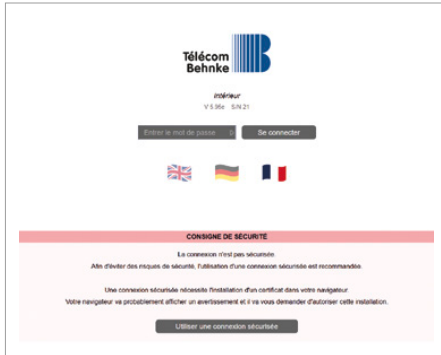 Télécom
Behnke
Intérieur
V 5.95e S/N 21
Entrer le mot de passe
Se connecter
CONSIGNE DE SÉCURITÉ
La connexion n'est pas sécurisée
Afin d'éviter des risques de sécurité, l'utilisation d'une connexion sécurisée est recommandée.
Une connexion sécurisée nécessite l'installation d'un certificat dans votre navigateur.
Votre navigateur va probablement afficher un avertissement et il va vous demander d'autoriser cette installation.
Utiliser une connexion sécurisée